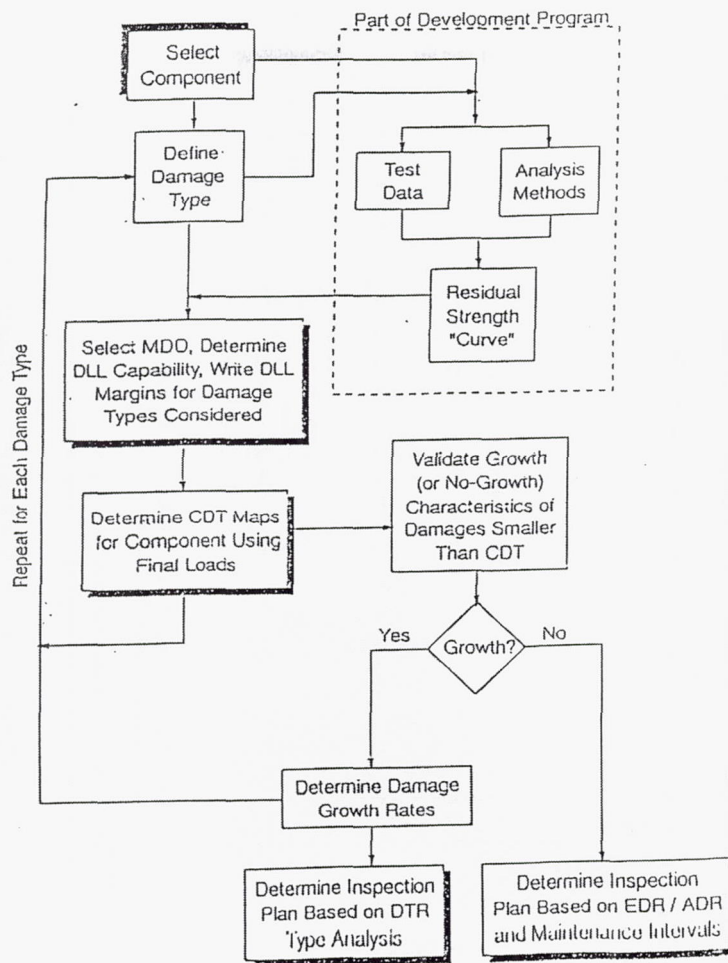 Part of Development Program
Select
Component
Define
Damage
Type
Test
Data
Analysis
Methods
Residual
Strength
"Curve"
Repeat for Each Damage Type
Select MDO, Determine
DLL Capability, Write DLL
Margins for Damage
Types Considered
Validate Growth
(or No-Growth)
Characteristics of
Damages Smaller
Than CDT
Determine CDT Maps
for Component Using
Final Loads
Yes
Growth?
No
Determine Damage
Growth Rates
Determine Inspection
Plan Based on DTR
Type Analysis
Determine Inspection
Plan Based on EDR / ADR
and Maintenance Intervals